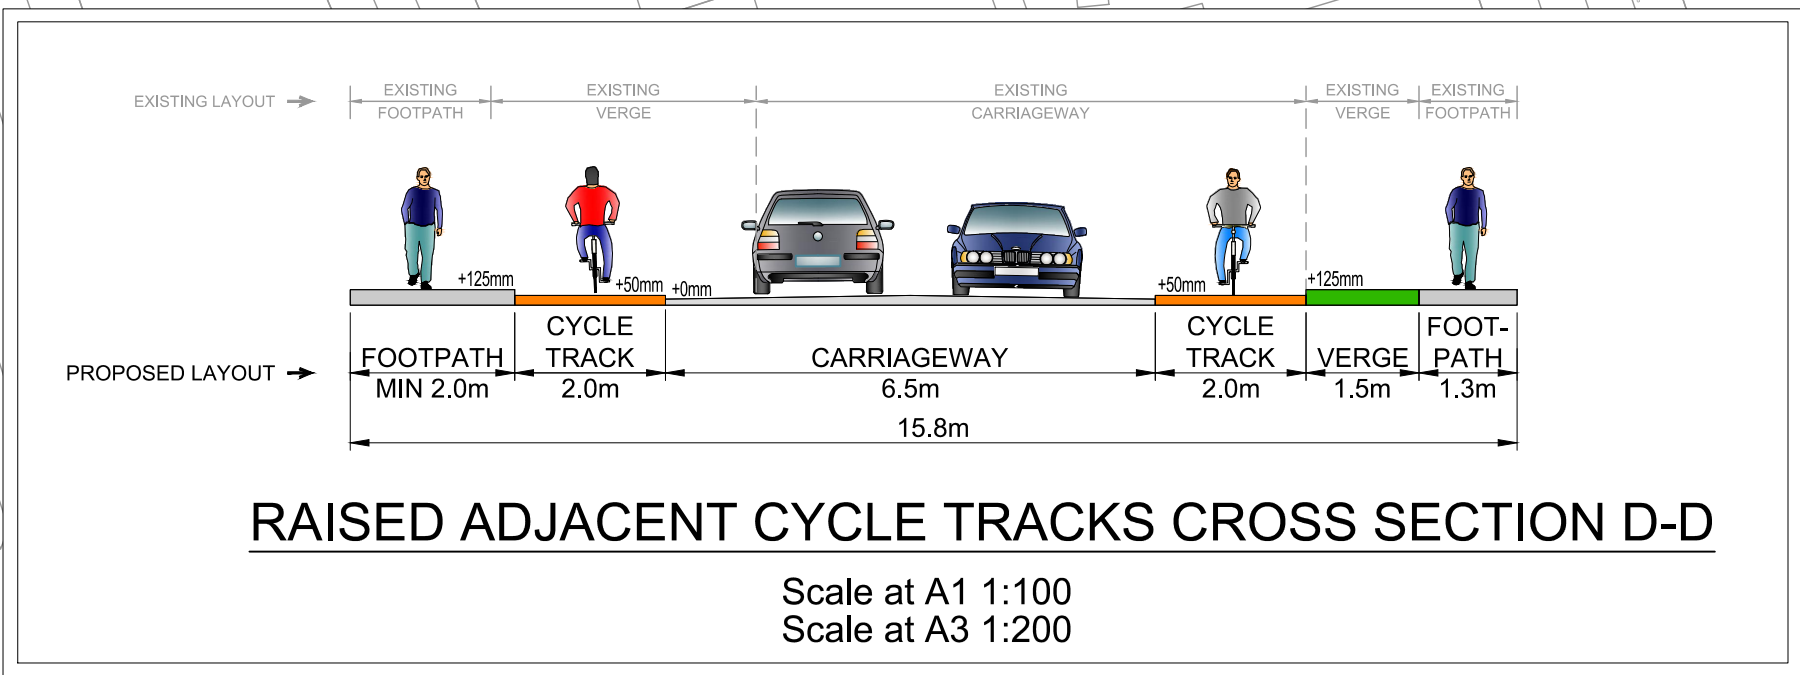 EXISTING LAYOUT
EXISTING
FOOTPATH
EXISTING
VERGE
EXISTING
CARRIAGEWAY
EXISTING
VERGE
EXISTING
FOOTPATH
+125mm
+50mm
+0mm
+50mm
+125mm
PROPOSED LAYOUT
FOOTPATH
MIN 2.0m
CYCLE
TRACK
2.0m
CARRIAGEWAY
6.5m
CYCLE
TRACK
2.0m
VERGE
1.5m
FOOT-
PATH
1.3m
15.8m
RAISED ADJACENT CYCLE TRACKS CROSS SECTION D-D
Scale at A1 1:100
Scale at A3 1:200